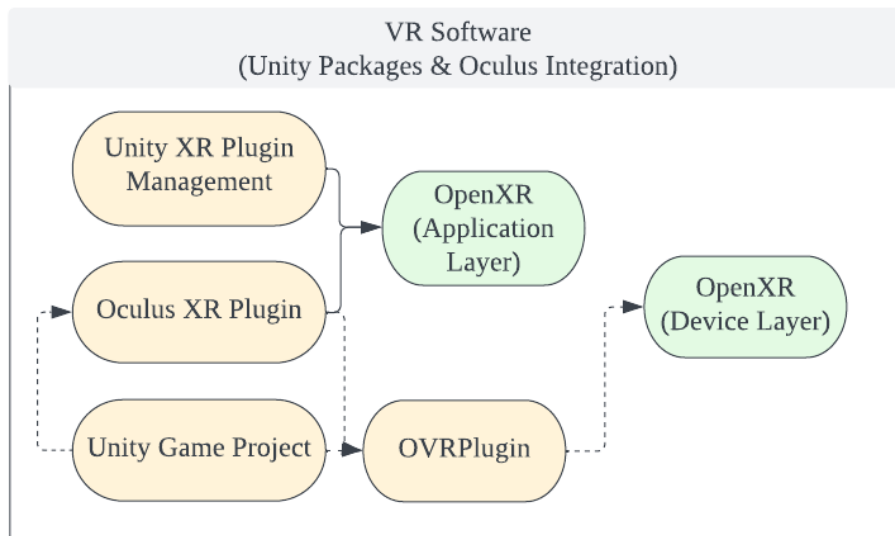 VR Software
(Unity Packages & Oculus Integration)
Unity XR Plugin
Management
OpenXR
(Application
Layer)
Oculus XR Plugin
OpenXR
(Device Layer)
Unity Game Project
OVRPlugin